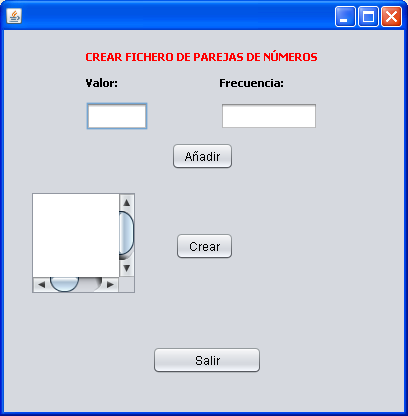 CREAR FICHERO DE PAREJAS DE NÚMEROS
Valor: Frecuencia:
Añadir
Crear
Salir